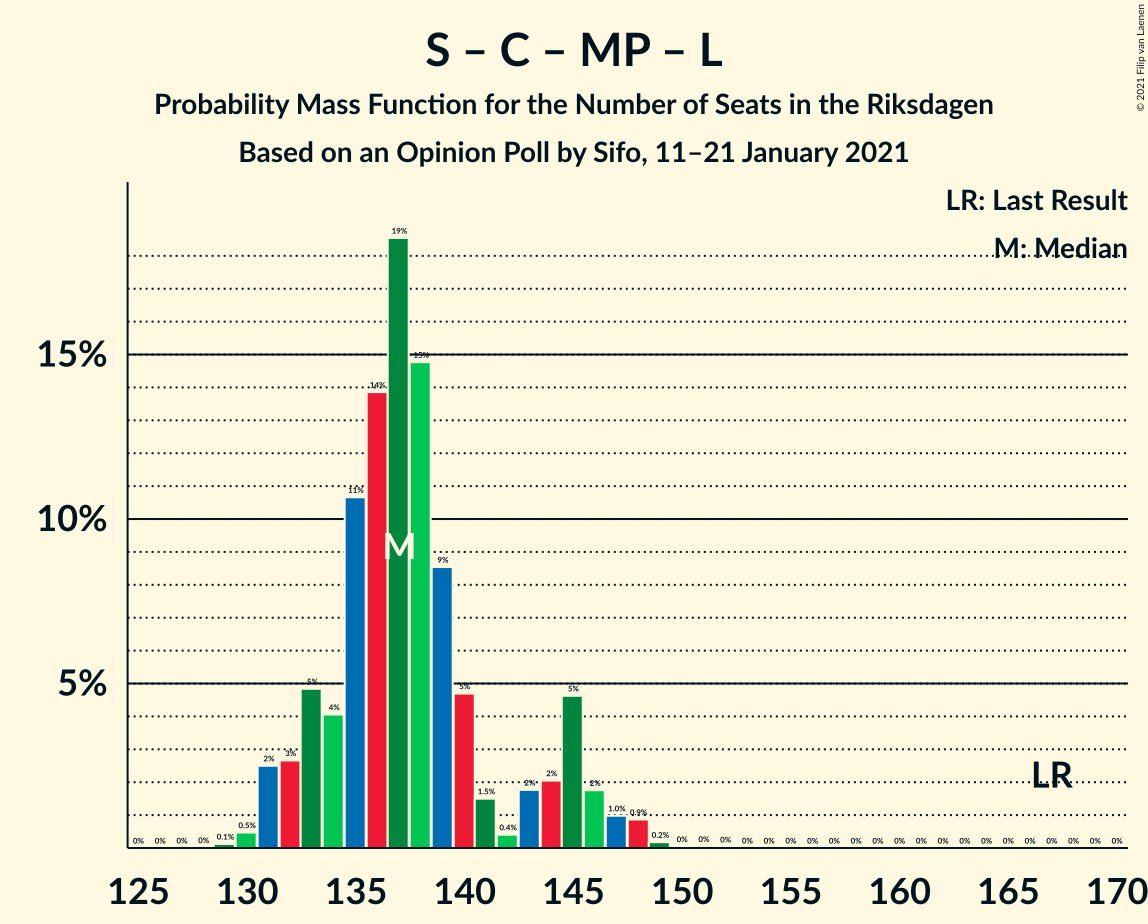 S – C – MP – L
Probability Mass Function for the Number of Seats in the Riksdagen
Based on an Opinion Poll by Sifo, 11–21 January 2021
© 2021 Filip van Laenen
LR: Last Result
M: Median
15%
10%
5%
0% 0% 0% 0% 0.1% 0.5% 2% 3% 5% 4% 11% 14% 19% 15% 9% 5% 1.5% 0.4% 2% 2% 5% 2% 1.0% 0.9% 0.2% 0% 0% 0% 0% 0% 0% 0% 0% 0% 0% 0% 0% 0% 0% 0% 0% 0% 0% 0% 0% 0%
M
LR
125 130 135 140 145 150 155 160 165 170